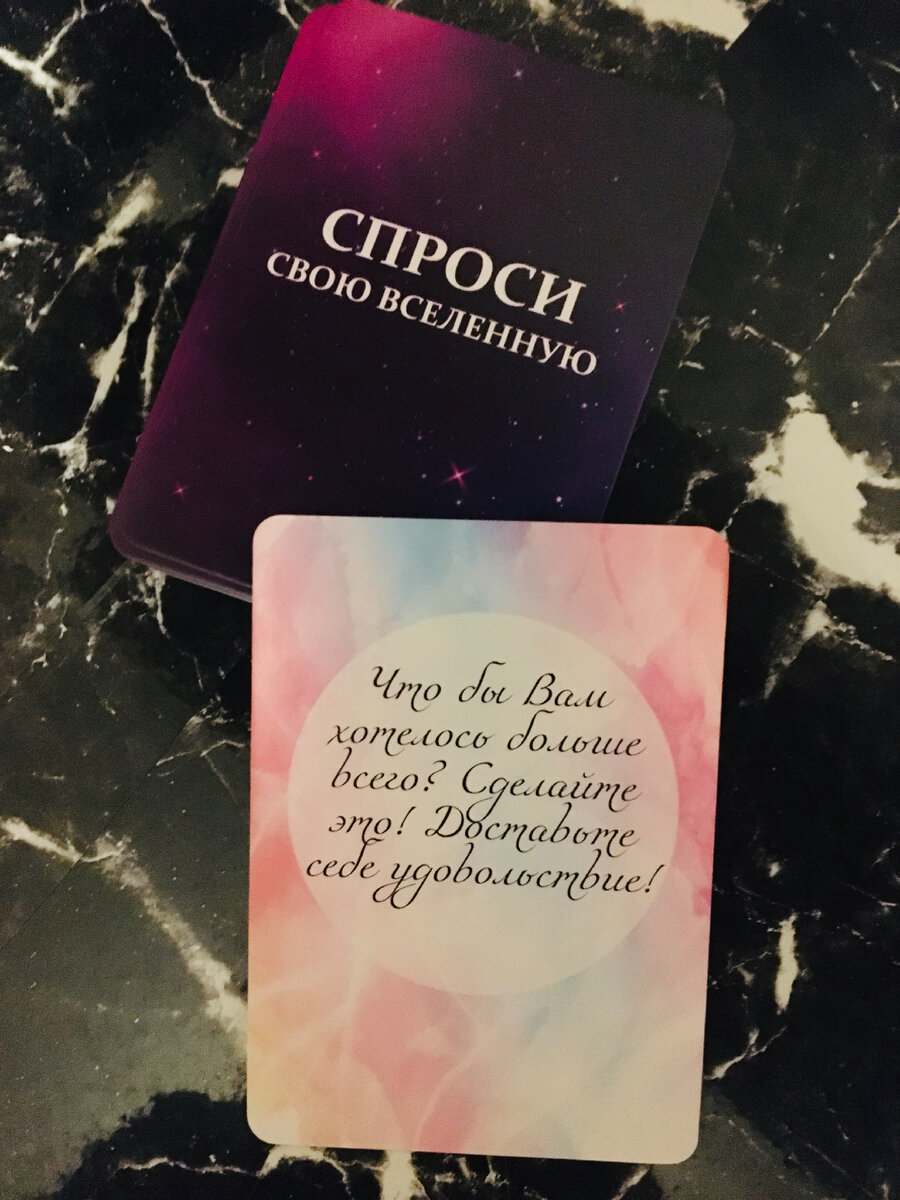 СПРОСИ
СВОЮ ВСЕЛЕННУЮ
Что бы Вам
хотелось больше
всего? Сделайте
это! Доставьте
себе удовольствие!